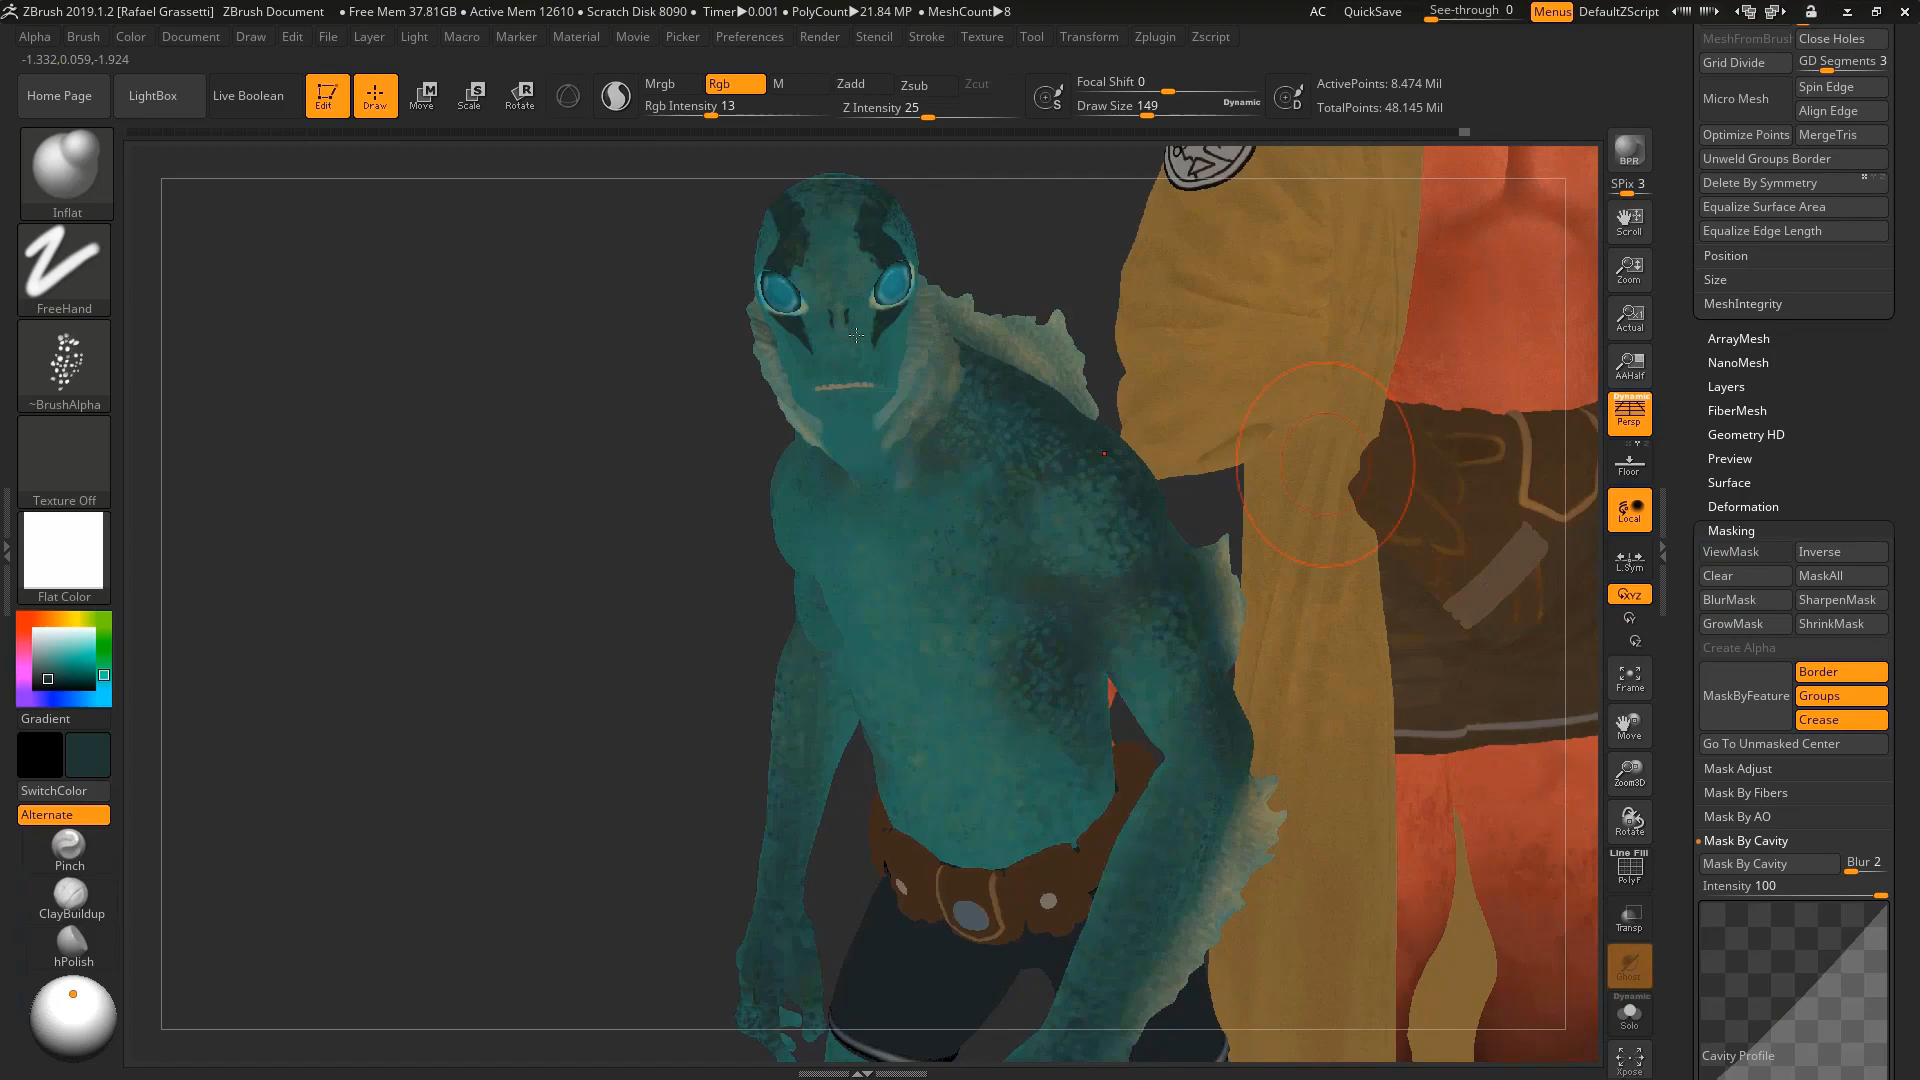 ZBrush 2019.1.2 [Rafael Grassetti] ZBrush Document ● Free Mem 37.81GB ● Active Mem 12610 ● Scratch Disk 8090 ● Timer▶0.001 ● PolyCount▶21.84 MP ● MeshCount▶8 AC QuickSave See-through 0 Menus DefaultZScript
Alpha Brush Color Document Draw Edit File Layer Light Macro Marker Material Movie Picker Preferences Render Stencil Stroke Texture Tool Transform Zplugin Zscript
-1.332,0.059,-1.924
Home Page LightBox Live Boolean Edit Draw Move Scale Rotate
M S R
Mrgb Rgb M Zadd Zsub Zcut
Rgb Intensity 13 Z Intensity 25
S Focal Shift 0
Draw Size 149 Dynamic D
ActivePoints: 8.474 Mil
TotalPoints: 48.145 Mil
Inflat
FreeHand
~BrushAlpha
Texture Off
Flat Color
Gradient
SwitchColor
Alternate
Pinch
ClayBuildup
hPolish
BPR
SPix 3
Scroll
Zoom
Actual
AAHalf
Dynamic
Persp
Floor
Local
L.Sym
XYZ
Y
Z
Frame
Move
Zoom3D
Rotate
Line Fill
PolyF
Transp
Ghost
Dynamic
Solo
Xpose
MeshFromBrush Close Holes
Grid Divide GD Segments 3
Micro Mesh Spin Edge
Align Edge
Optimize Points MergeTris
Unweld Groups Border
Delete By Symmetry
Equalize Surface Area
Equalize Edge Length
Position
Size
MeshIntegrity
ArrayMesh
NanoMesh
Layers
FiberMesh
Geometry HD
Preview
Surface
Deformation
Masking
ViewMask Inverse
Clear MaskAll
BlurMask SharpenMask
GrowMask ShrinkMask
Create Alpha
MaskByFeature Border
Groups
Crease
Go To Unmasked Center
Mask Adjust
Mask By Fibers
Mask By AO
Mask By Cavity
Mask By Cavity Blur 2
Intensity 100
Cavity Profile